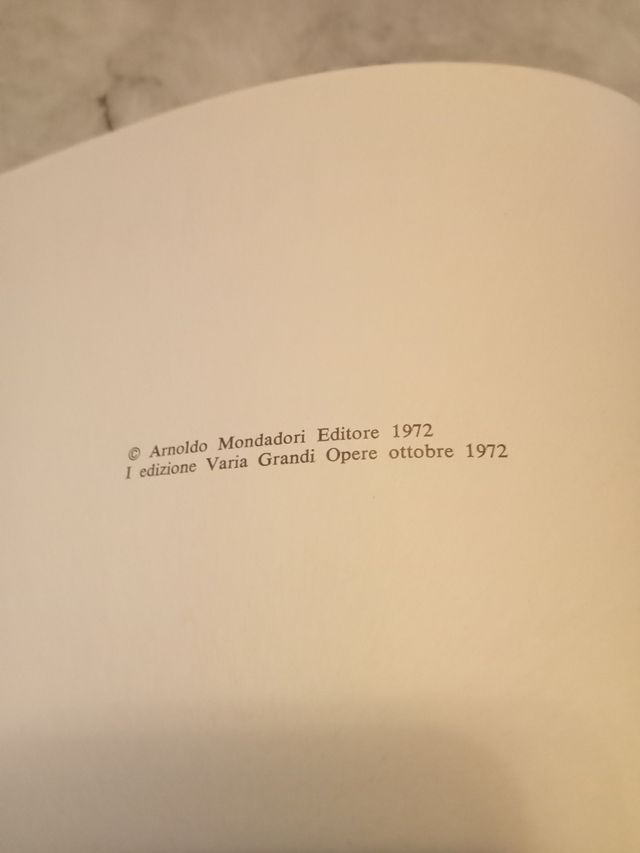 © Arnoldo Mondadori Editore 1972
I edizione Varia Grandi Opere ottobre 1972